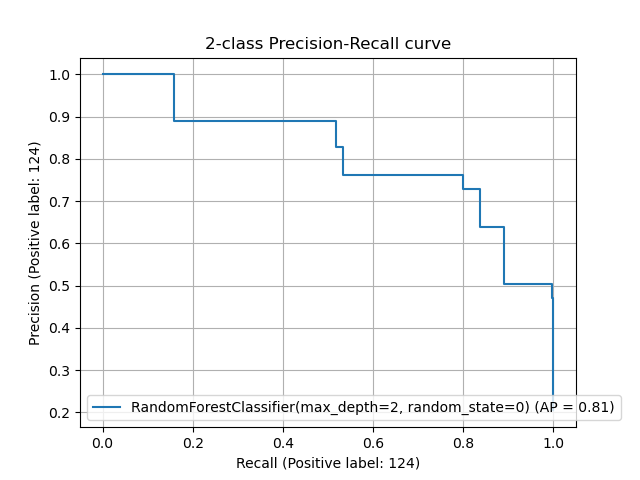 2-class Precision-Recall curve
Precision (Positive label: 124)
1.0
0.9
0.8
0.7
0.6
0.5
0.4
0.3
0.2
RandomForestClassifier(max_depth=2, random_state=0) (AP = 0.81)
0.0 0.2 0.4 0.6 0.8 1.0
Recall (Positive label: 124)